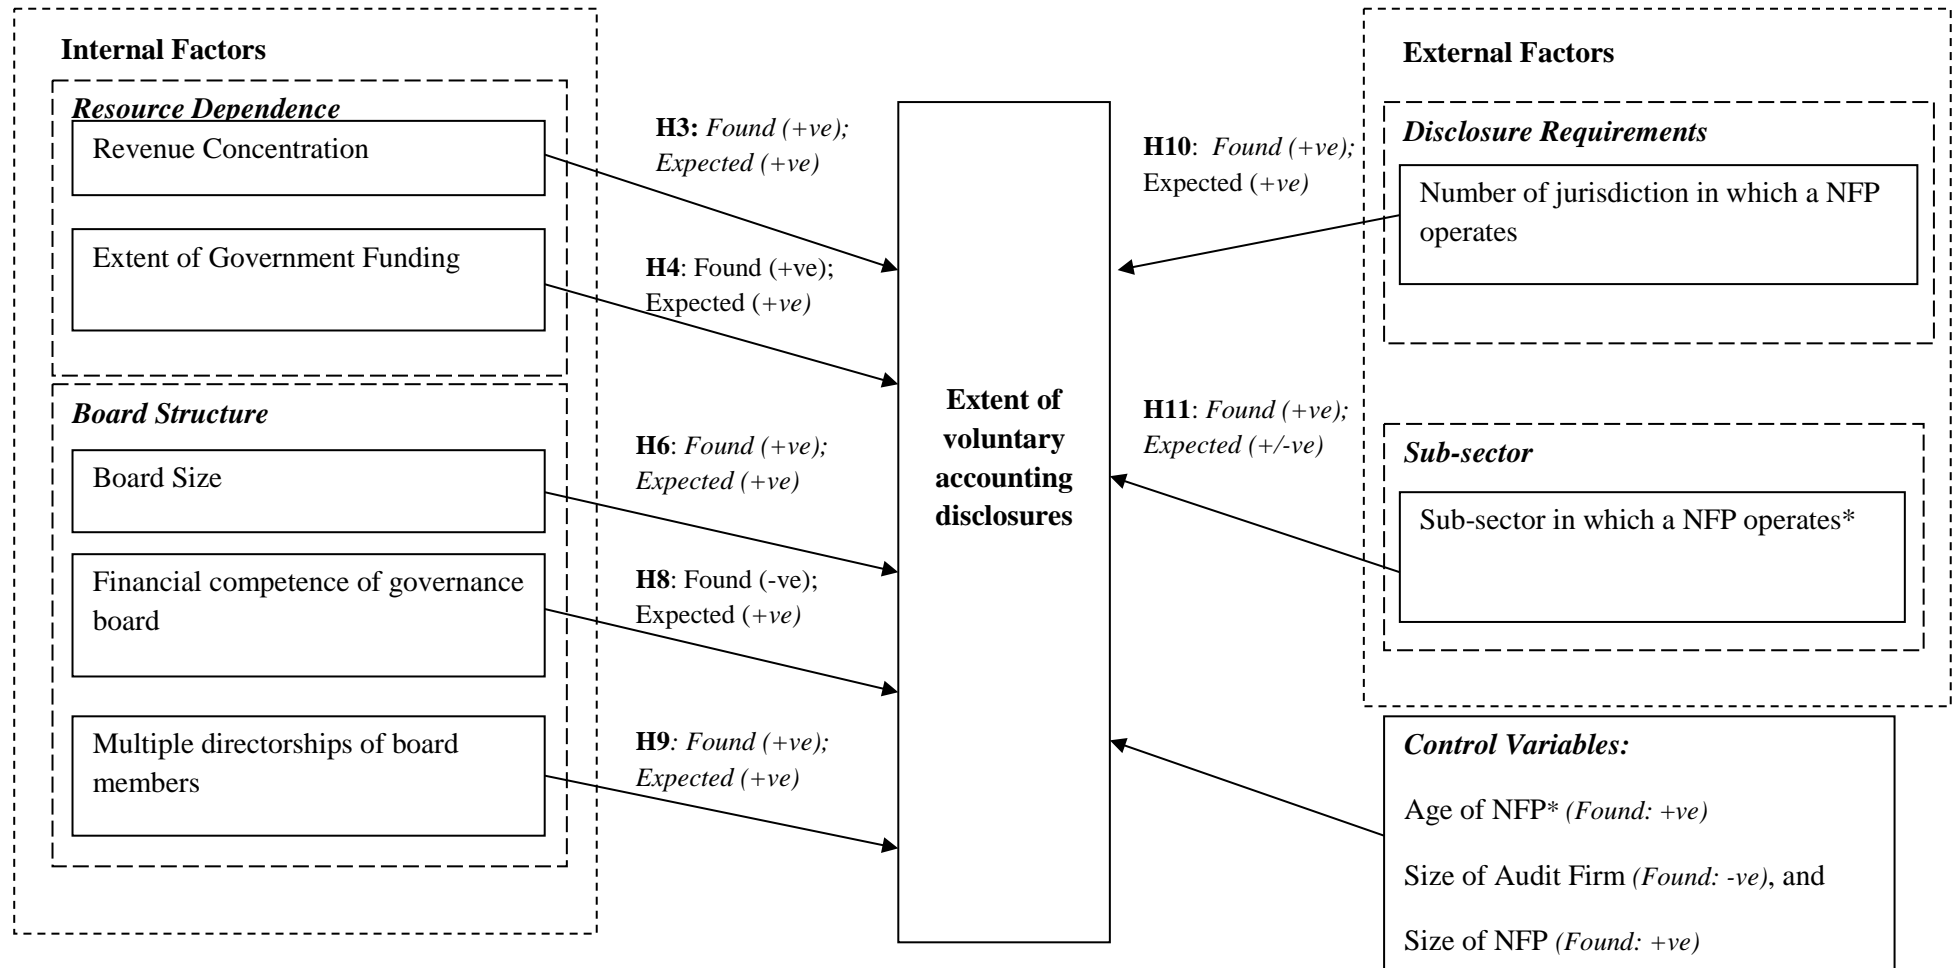 Internal Factors
Resource Dependence
Revenue Concentration
Extent of Government Funding
Board Structure
Board Size
Financial competence of governance
board
Multiple directorships of board
members
H3: Found (+ve);
Expected (+ve)
H4: Found (+ve);
Expected (+ve)
H6: Found (+ve);
Expected (+ve)
H8: Found (-ve);
Expected (+ve)
H9: Found (+ve);
Expected (+ve)
Extent of
voluntary
accounting
disclosures
H10: Found (+ve);
Expected (+ve)
H11: Found (+ve);
Expected (+/-ve)
External Factors
Disclosure Requirements
Number of jurisdiction in which a NFP
operates
Sub-sector
Sub-sector in which a NFP operates*
Control Variables:
Age of NFP* (Found: +ve)
Size of Audit Firm (Found: -ve), and
Size of NFP (Found: +ve)